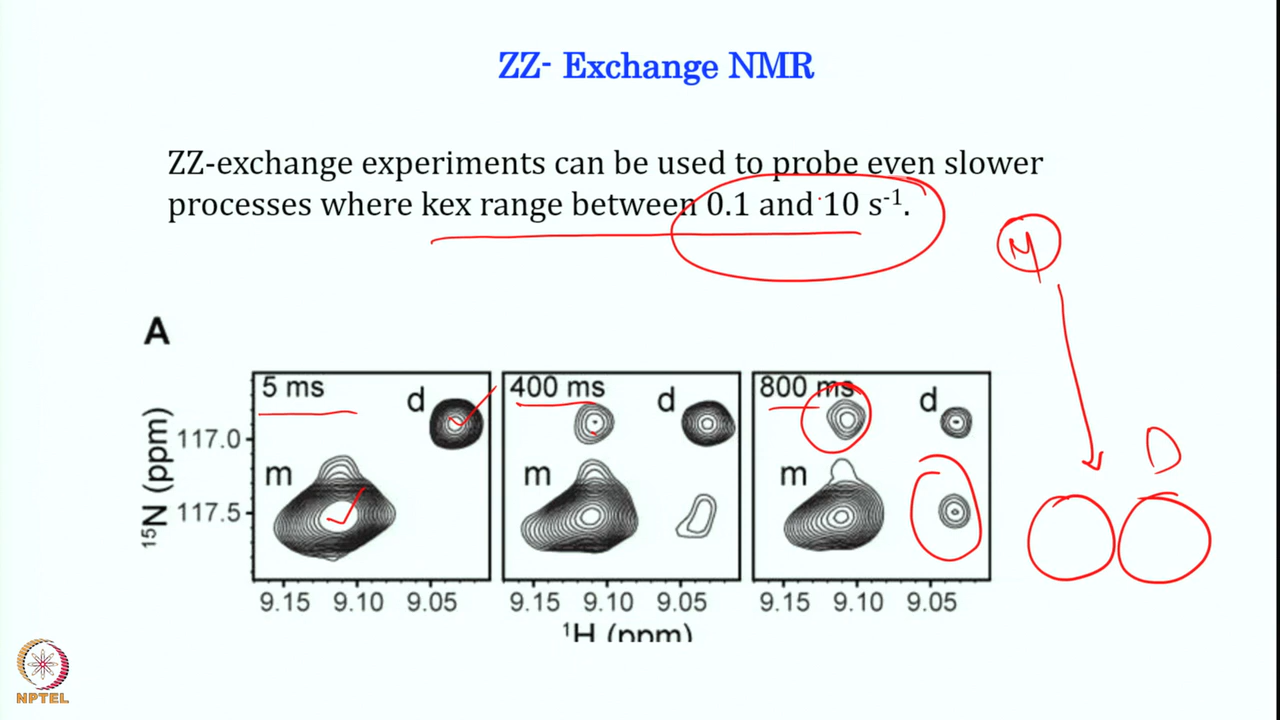 ZZ- Exchange NMR
ZZ-exchange experiments can be used to probe even slower
processes where kex range between 0.1 and 10 s⁻¹.
M
A
5 ms
d
400 ms
d
800 ms
d
¹⁵N (ppm)
117.0
m
m
m
D
117.5
9.15 9.10 9.05
9.15 9.10 9.05
9.15 9.10 9.05
¹H (ppm)
NPTEL